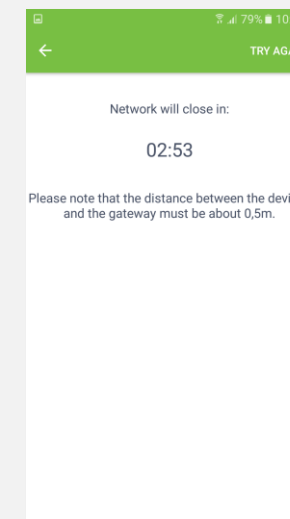 79% 10
TRY AGA
Network will close in:
02:53
Please note that the distance between the devi
and the gateway must be about 0,5m.